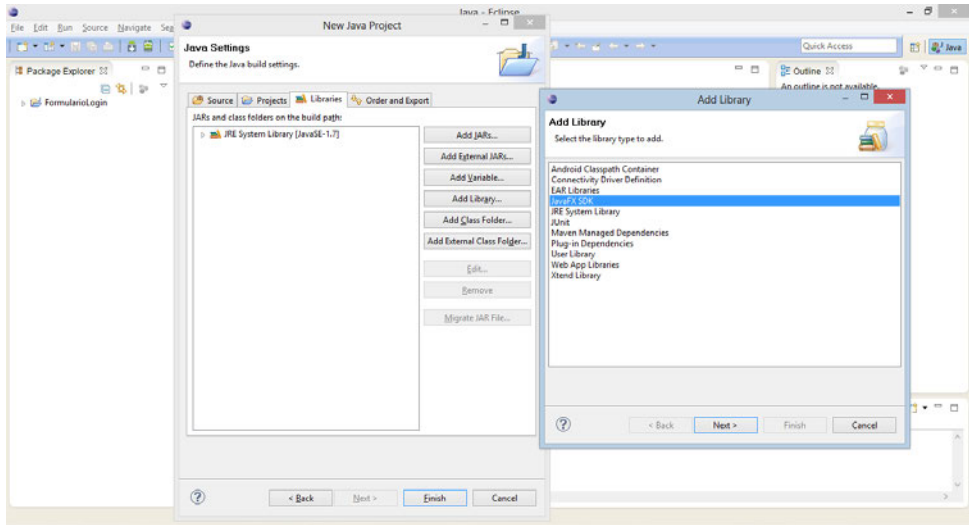 Java - Eclipse
File Edit Run Source Navigate
Quick Access
Java
Package Explorer
FormularioLogin
Outline
An outline is not available.
New Java Project
Java Settings
Define the Java build settings.
Source
Projects
Libraries
Order and Export
JARs and class folders on the build path:
JRE System Library [JavaSE-1.7]
Add JARs...
Add External JARs...
Add Variable...
Add Library...
Add Class Folder...
Add External Class Folder...
Edit...
Remove
Migrate JAR File...
< Back
Next >
Finish
Cancel
Add Library
Add Library
Select the library type to add.
Android Classpath Container
Connectivity Driver Definition
EAR Libraries
JavaFX SDK
JRE System Library
JUnit
Maven Managed Dependencies
Plug-in Dependencies
User Library
Web App Libraries
Xtend Library
< Back
Next >
Finish
Cancel